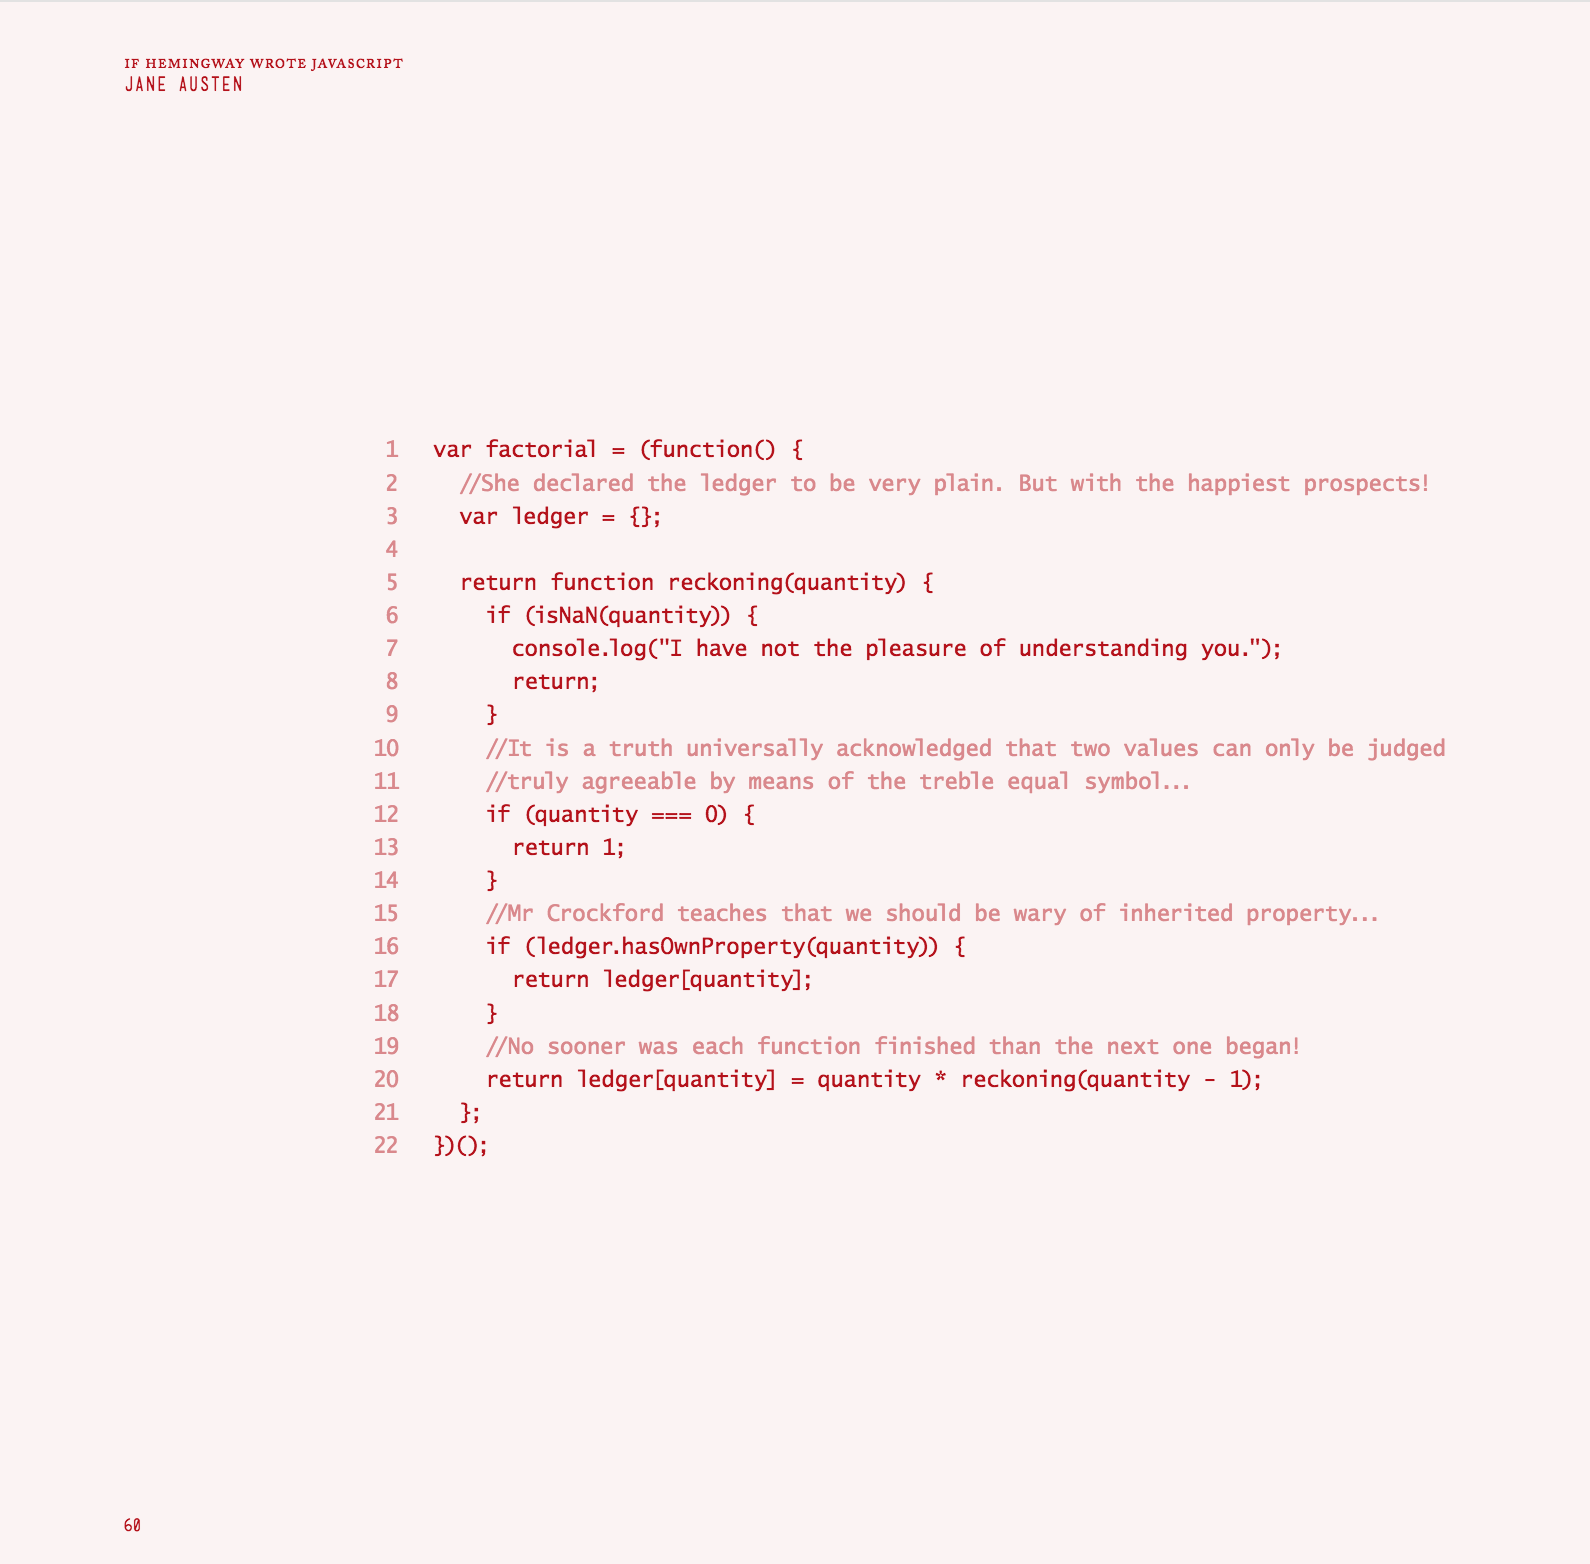 IF HEMINGWAY WROTE JAVASCRIPT
JANE AUSTEN
1 var factorial = (function() {
2 //She declared the ledger to be very plain. But with the happiest prospects!
3 var ledger = {};
4
5 return function reckoning(quantity) {
6 if (isNaN(quantity)) {
7 console.log("I have not the pleasure of understanding you.");
8 return;
9 }
10 //It is a truth universally acknowledged that two values can only be judged
11 //truly agreeable by means of the treble equal symbol...
12 if (quantity === 0) {
13 return 1;
14 }
15 //Mr Crockford teaches that we should be wary of inherited property...
16 if (ledger.hasOwnProperty(quantity)) {
17 return ledger[quantity];
18 }
19 //No sooner was each function finished than the next one began!
20 return ledger[quantity] = quantity * reckoning(quantity - 1);
21 };
22 })();
60